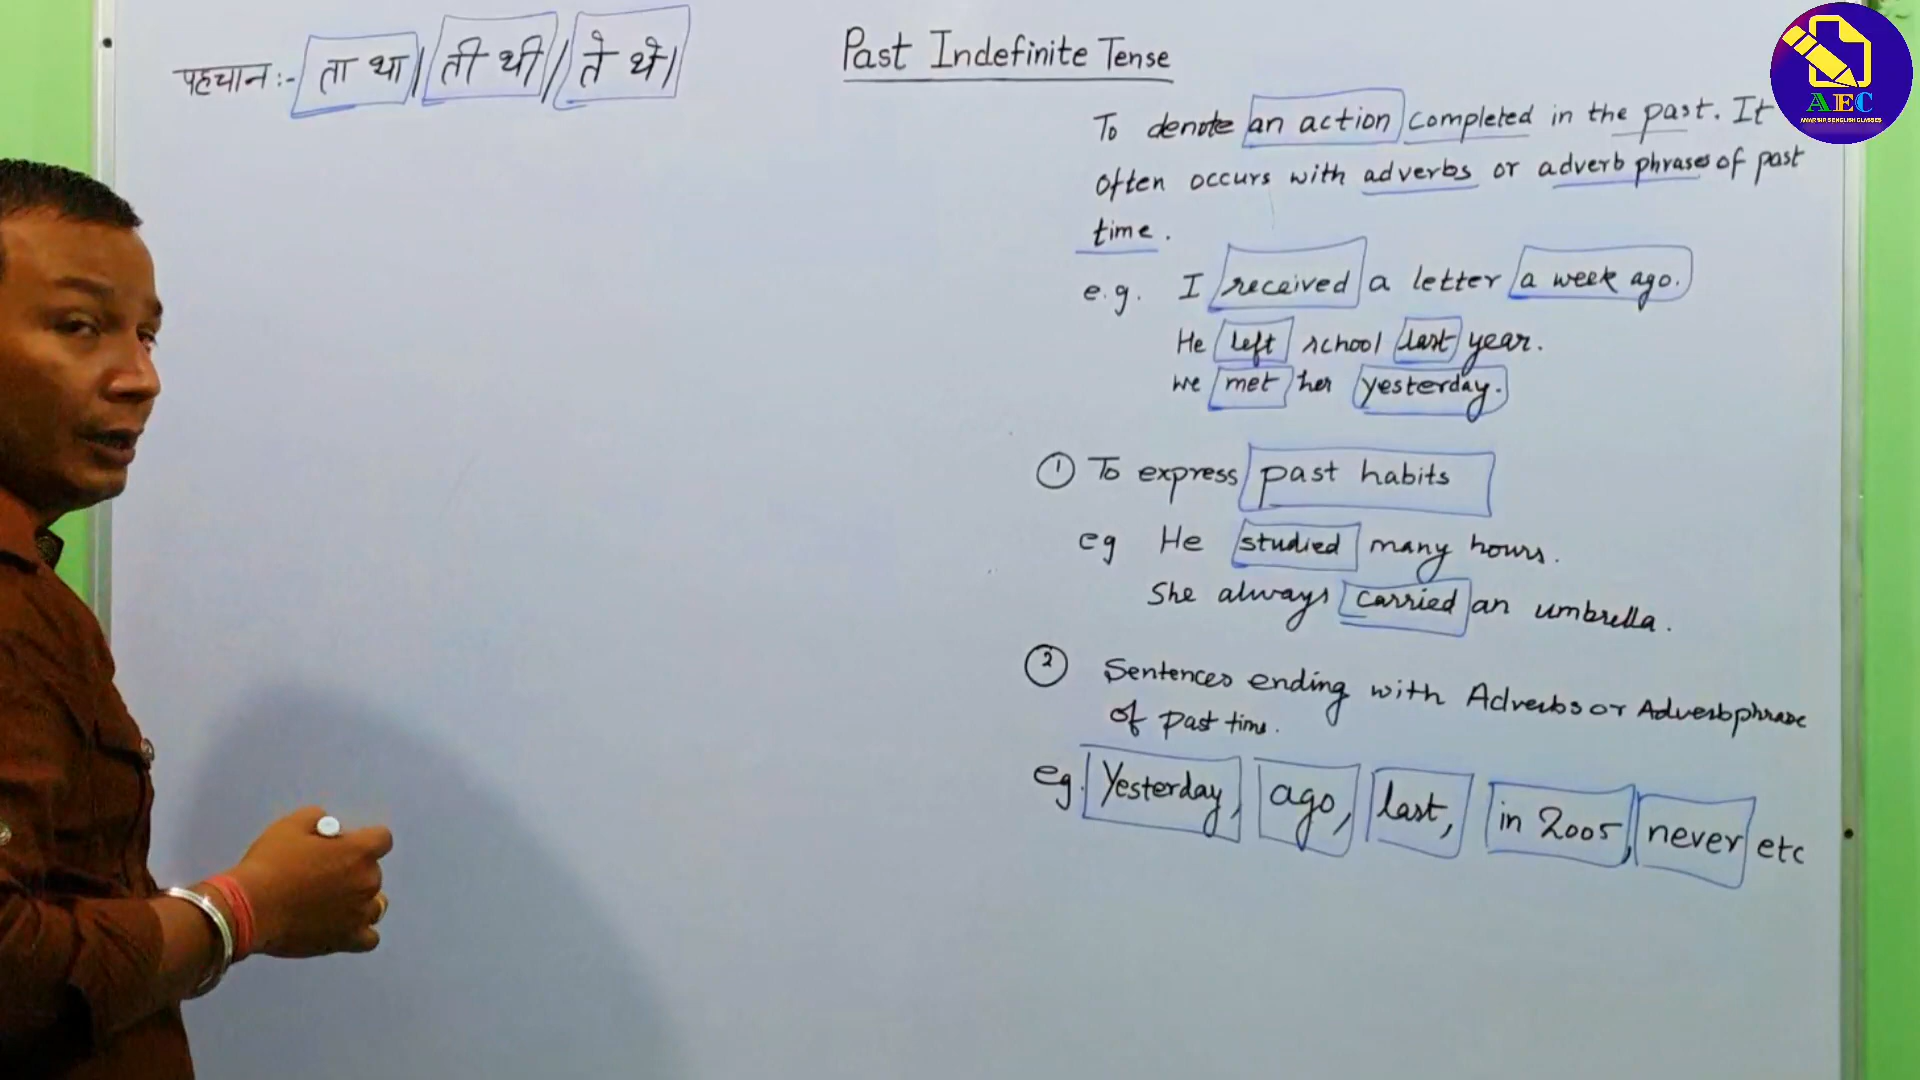 पहचान :- ता था / ती थी / ते थे।
Past Indefinite Tense
To denote an action completed in the past. It
often occurs with adverbs or adverb phrases of past
time.
e.g. I received a letter a week ago.
He left school last year.
We met her yesterday.
① To express past habits
eg He studied many hours.
She always carried an umbrella.
② Sentences ending with Adverbs or Adverb phrase
of past time.
eg. Yesterday, ago, last, in 2005, never etc
AEC